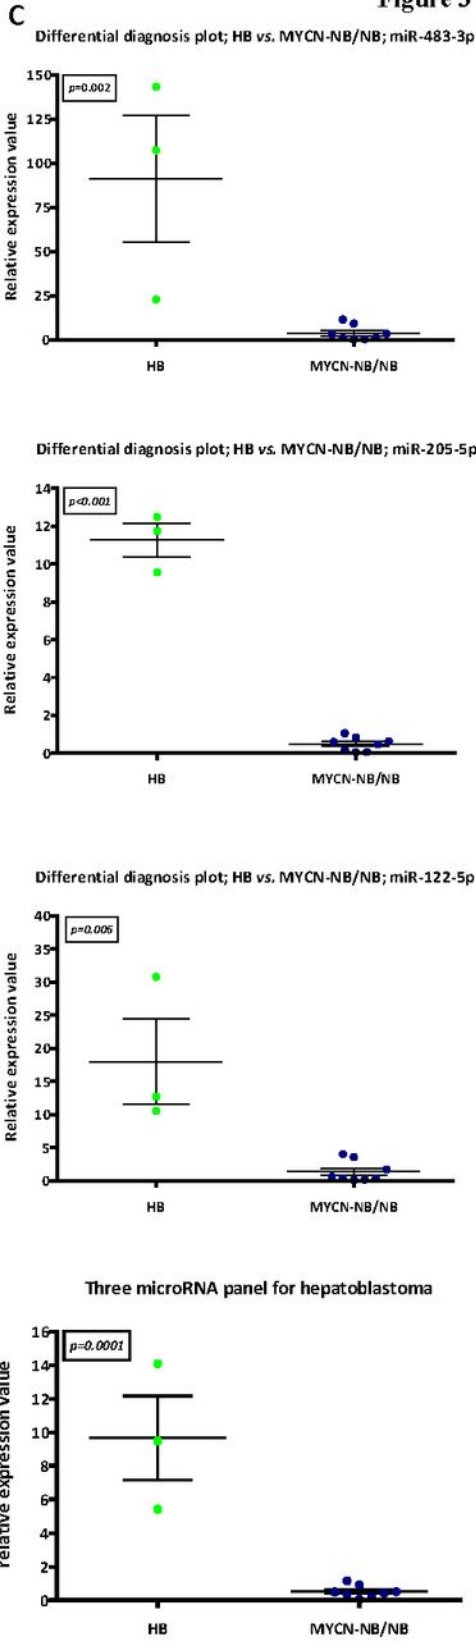 Figure 3
C
Differential diagnosis plot; HB vs. MYCN-NB/NB; miR-483-3p
p=0.002
Relative expression value
150
125
100
75
50
25
0
HB
MYCN-NB/NB
Differential diagnosis plot; HB vs. MYCN-NB/NB; miR-205-5p
p<0.001
Relative expression value
14
12
10
8
6
4
2
0
HB
MYCN-NB/NB
Differential diagnosis plot; HB vs. MYCN-NB/NB; miR-122-5p
p=0.006
Relative expression value
40
35
30
25
20
15
10
5
0
HB
MYCN-NB/NB
Three microRNA panel for hepatoblastoma
p=0.0001
relative expression value
16
14
12
10
8
6
4
2
0
HB
MYCN-NB/NB